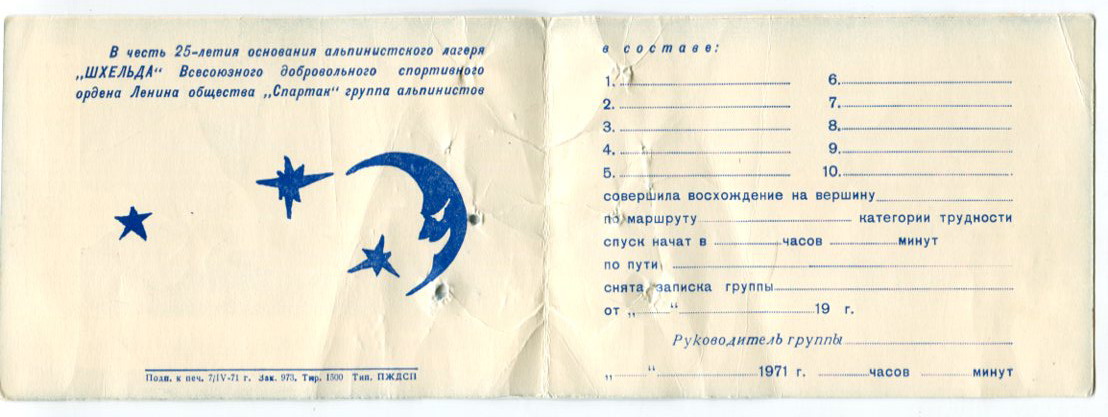 В честь 25-летия основания альпинистского лагеря
„ШХЕЛЬДА“ Всесоюзного добровольного спортивного
ордена Ленина общества „Спартак“ группа альпинистов
Подп. к печ. 7/IV-71 г. Зак. 973. Тир. 1500 Тип. ПЖДСП
в составе:
1. 6.
2. 7.
3. 8.
4. 9.
5. 10.
совершила восхождение на вершину
по маршруту категории трудности
спуск начат в часов минут
по пути
снята записка группы
от „ “ 19 г.
Руководитель группы
„ “ 1971 г. часов минут